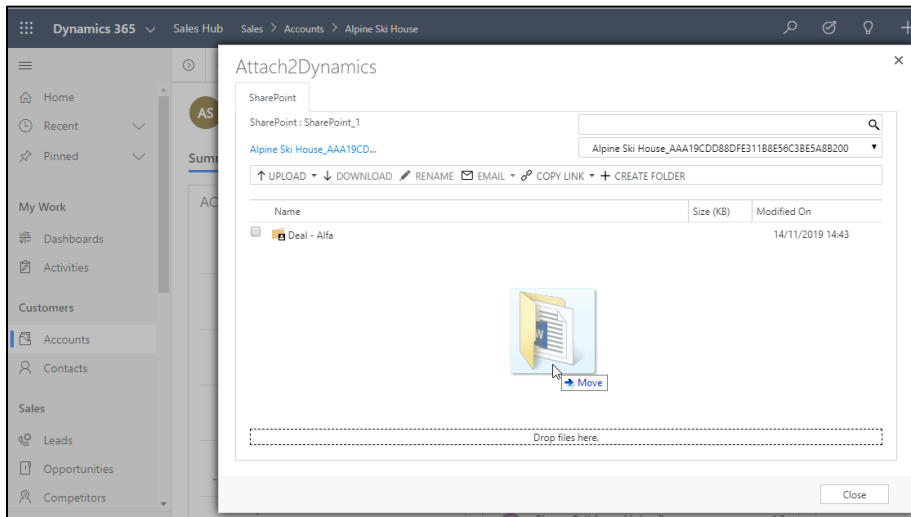 Dynamics 365 Sales Hub Sales > Accounts > Alpine Ski House
Attach2Dynamics
Home
Recent
Pinned
My Work
Dashboards
Activities
Customers
Accounts
Contacts
Sales
Leads
Opportunities
Competitors
AS
Summ
AC
SharePoint
SharePoint : SharePoint_1
Alpine Ski House_AAA19CD...
Alpine Ski House_AAA19CDD88DFE311B8E56C3BE5A8B200
UPLOAD DOWNLOAD RENAME EMAIL COPY LINK CREATE FOLDER
Name Size (KB) Modified On
Deal - Alfa 14/11/2019 14:43
W
Move
Drop files here.
Close